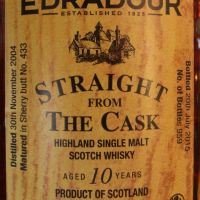 EDRADOUR
ESTABLISHED 1825
STRAIGHT
FROM
THE CASK
HIGHLAND SINGLE MALT
SCOTCH WHISKY
AGED 10 YEARS
PRODUCT OF SCOTLAND
Distilled 30th November 2004
Matured in Sherry butt No. 433
Bottled 20th July 2015
No. of Bottles 959